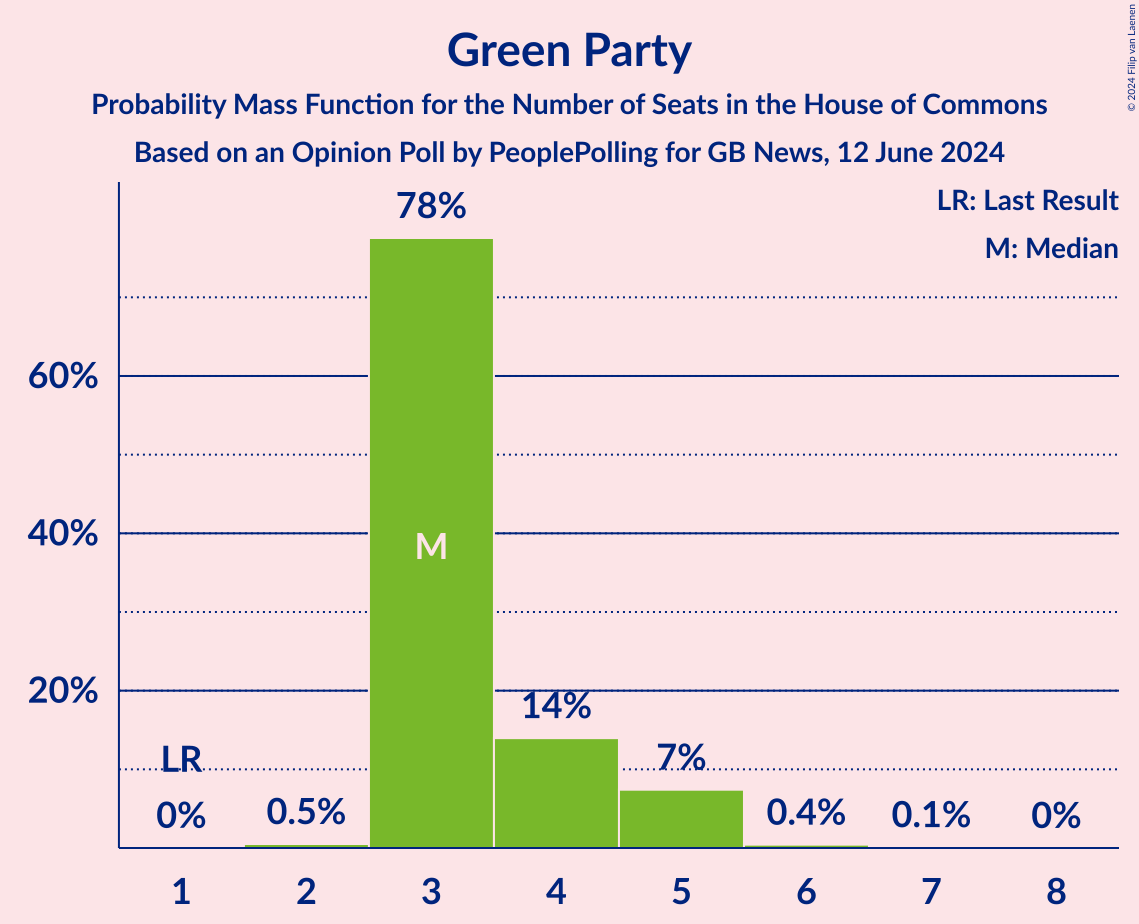 Green Party
Probability Mass Function for the Number of Seats in the House of Commons
Based on an Opinion Poll by PeoplePolling for GB News, 12 June 2024
© 2024 Filip van Laenen
LR: Last Result
M: Median
78%
60%
40%
M
20%
14%
LR
7%
0%
0.5%
0.4%
0.1%
0%
1 2 3 4 5 6 7 8